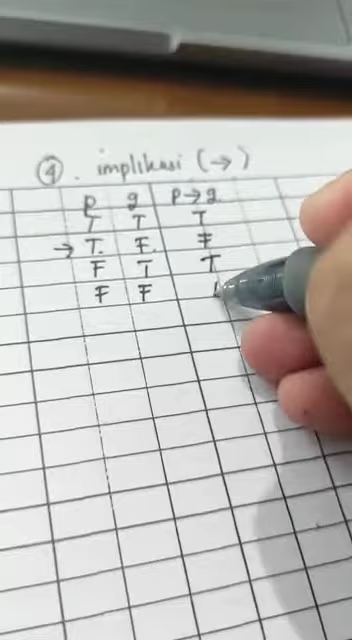 ④. implikasi (→)
p q p→q
T T T
→ T. F. F
F T T
F F